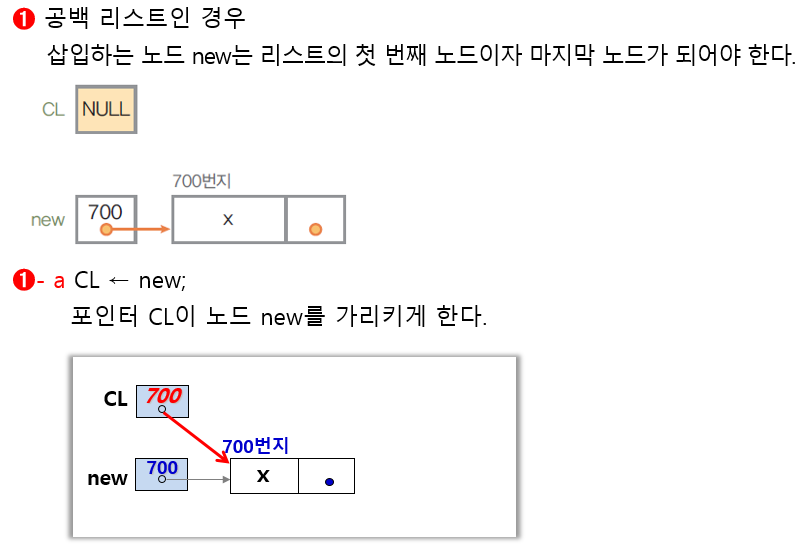 ❶ 공백 리스트인 경우
삽입하는 노드 new는 리스트의 첫 번째 노드이자 마지막 노드가 되어야 한다.
CL NULL
700번지
new 700 x
❶- a CL ← new;
포인터 CL이 노드 new를 가리키게 한다.
CL 700
700번지
new 700 x